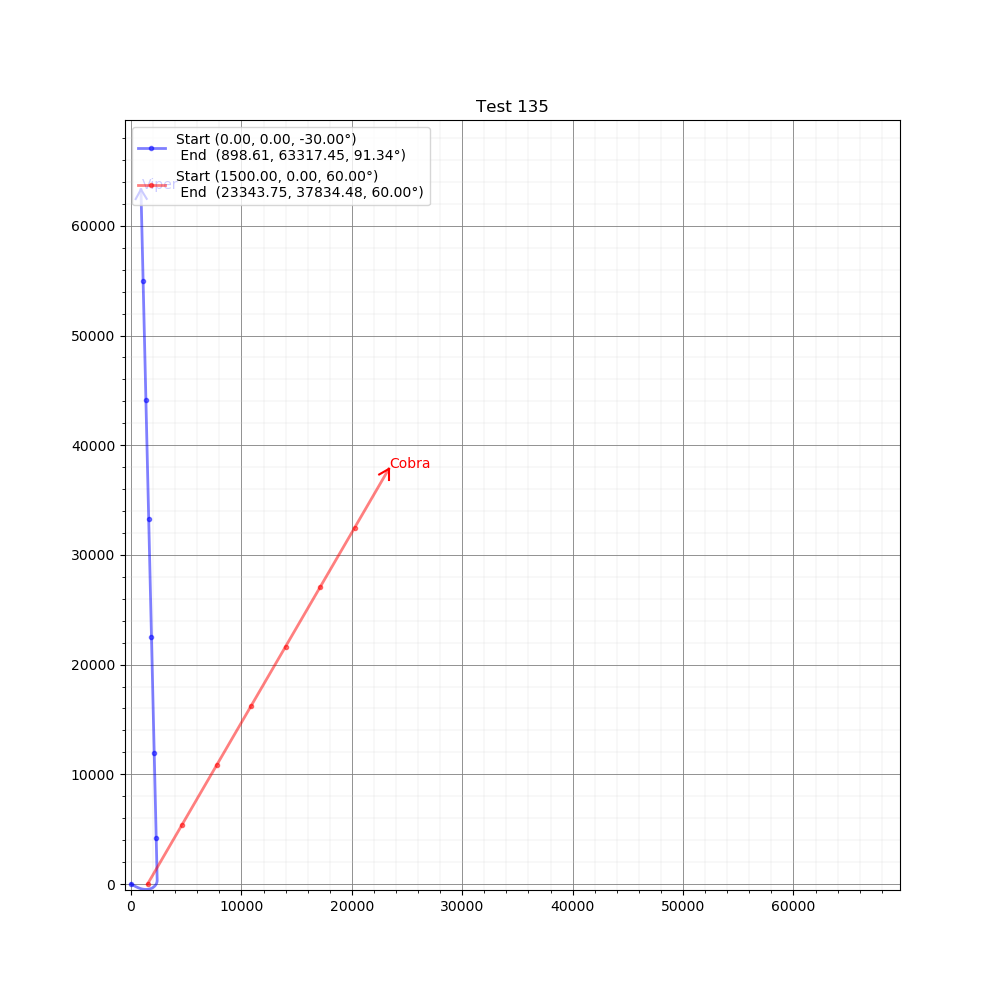 Test 135
Start (0.00, 0.00, -30.00°)
End  (898.61, 63317.45, 91.34°)
Start (1500.00, 0.00, 60.00°)
End  (23343.75, 37834.48, 60.00°)
Viper
60000
50000
40000
Cobra
30000
20000
10000
0
0 10000 20000 30000 40000 50000 60000